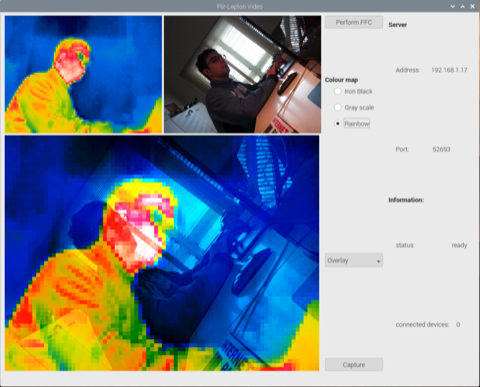 Flir-Lepton Video
Perform FFC
Server
Address: 192.168.1.17
Colour map
Iron Black
Gray scale
Rainbow
Port: 52693
Information:
status: ready
Overlay
connected devices: 0
Capture